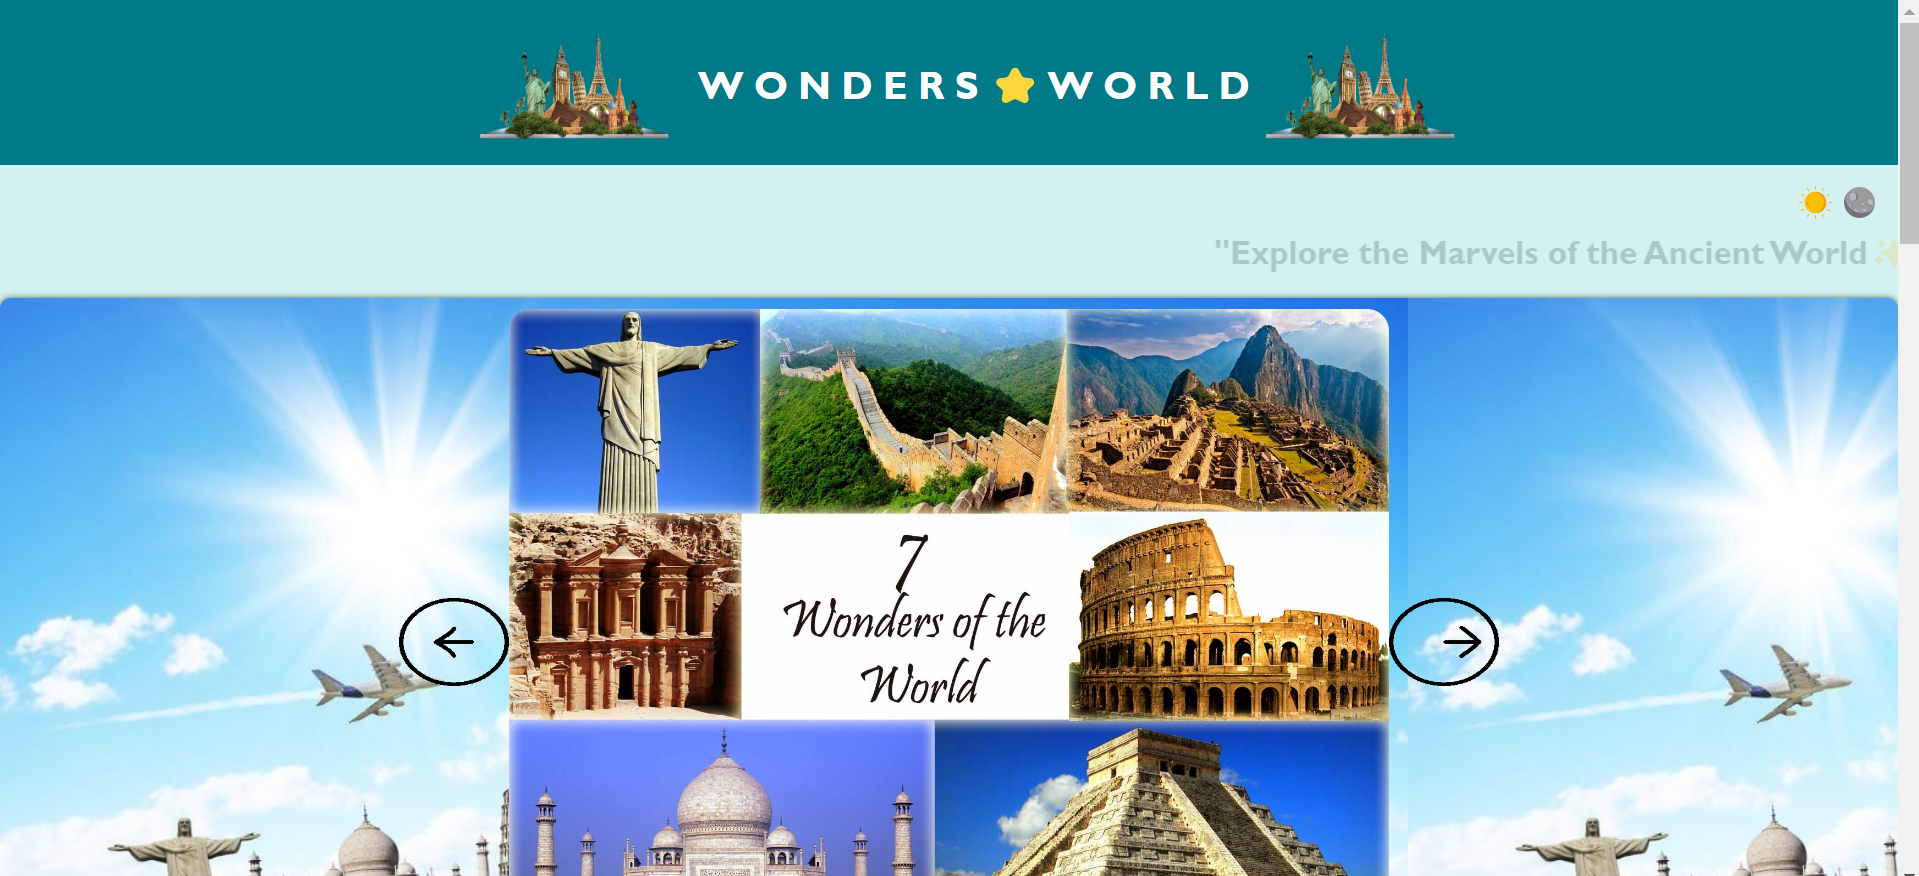 WONDERS⭐WORLD
"Explore the Marvels of the Ancient World ✨
7
Wonders of the
World